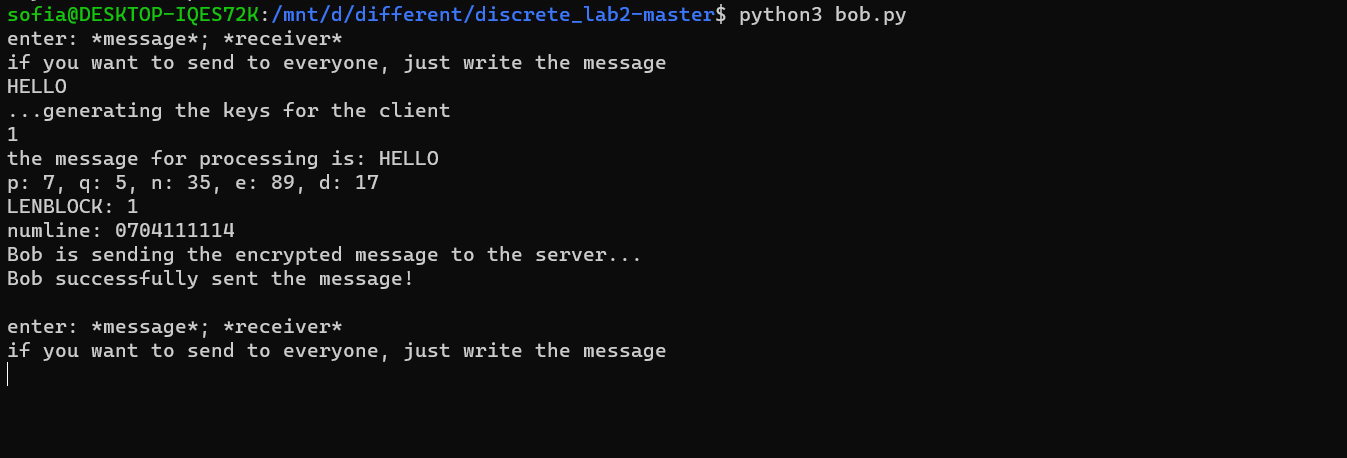 sofia@DESKTOP-IQES72K:/mnt/d/different/discrete_lab2-master$ python3 bob.py
enter: *message*; *receiver*
if you want to send to everyone, just write the message
HELLO
...generating the keys for the client
1
the message for processing is: HELLO
p: 7, q: 5, n: 35, e: 89, d: 17
LENBLOCK: 1
numline: 0704111114
Bob is sending the encrypted message to the server...
Bob successfully sent the message!
enter: *message*; *receiver*
if you want to send to everyone, just write the message